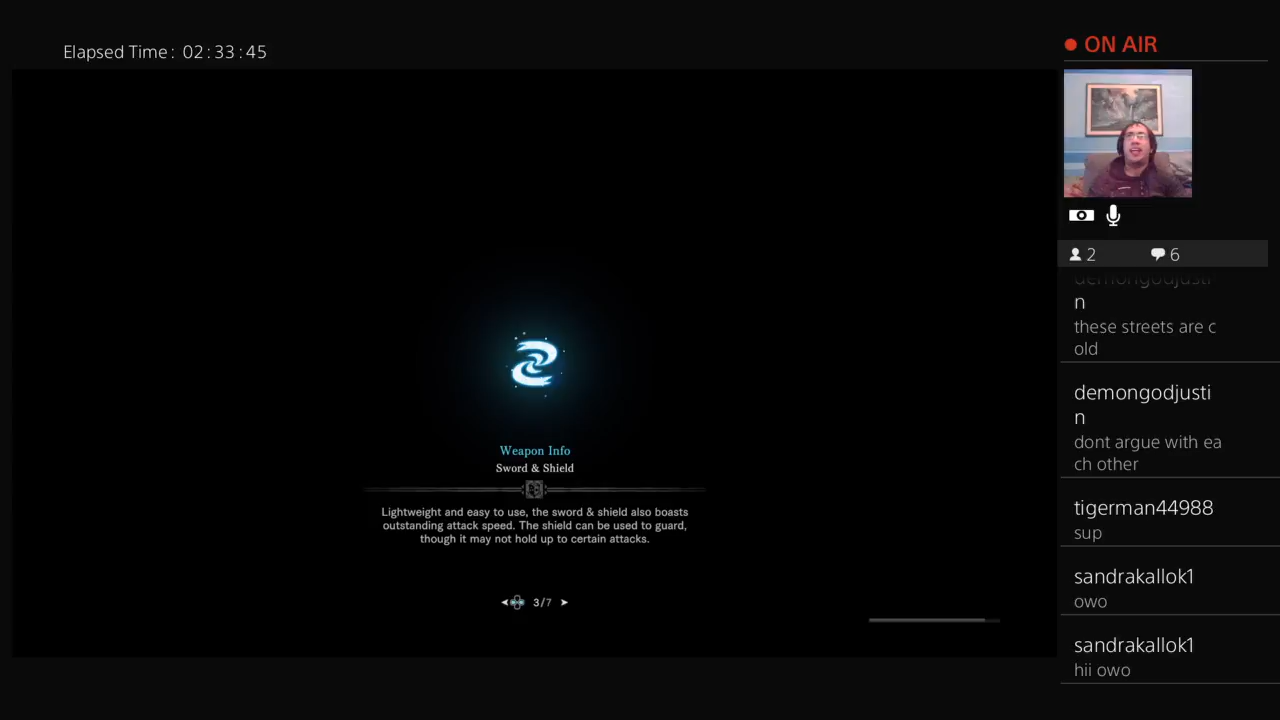 Elapsed Time: 02:33:45
ON AIR
2 6
demongodjusti
n
these streets are c
old
demongodjusti
n
dont argue with ea
ch other
tigerman44988
sup
sandrakallok1
owo
sandrakallok1
hii owo
Weapon Info
Sword & Shield
Lightweight and easy to use, the sword & shield also boasts
outstanding attack speed. The shield can be used to guard,
though it may not hold up to certain attacks.
3/7